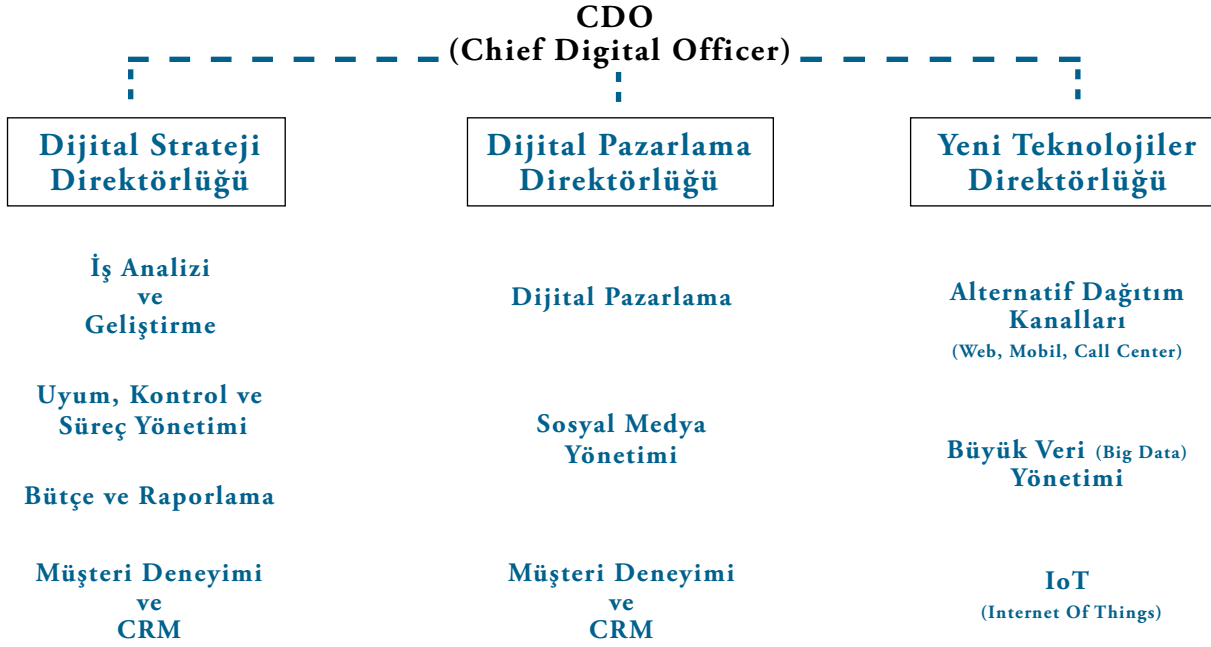 CDO
(Chief Digital Officer)
Dijital Strateji
Direktörlüğü
İş Analizi
ve
Geliştirme
Uyum, Kontrol ve
Süreç Yönetimi
Bütçe ve Raporlama
Müşteri Deneyimi
ve
CRM
Dijital Pazarlama
Direktörlüğü
Dijital Pazarlama
Sosyal Medya
Yönetimi
Müşteri Deneyimi
ve
CRM
Yeni Teknolojiler
Direktörlüğü
Alternatif Dağıtım
Kanalları
(Web, Mobil, Call Center)
Büyük Veri (Big Data)
Yönetimi
IoT
(Internet Of Things)